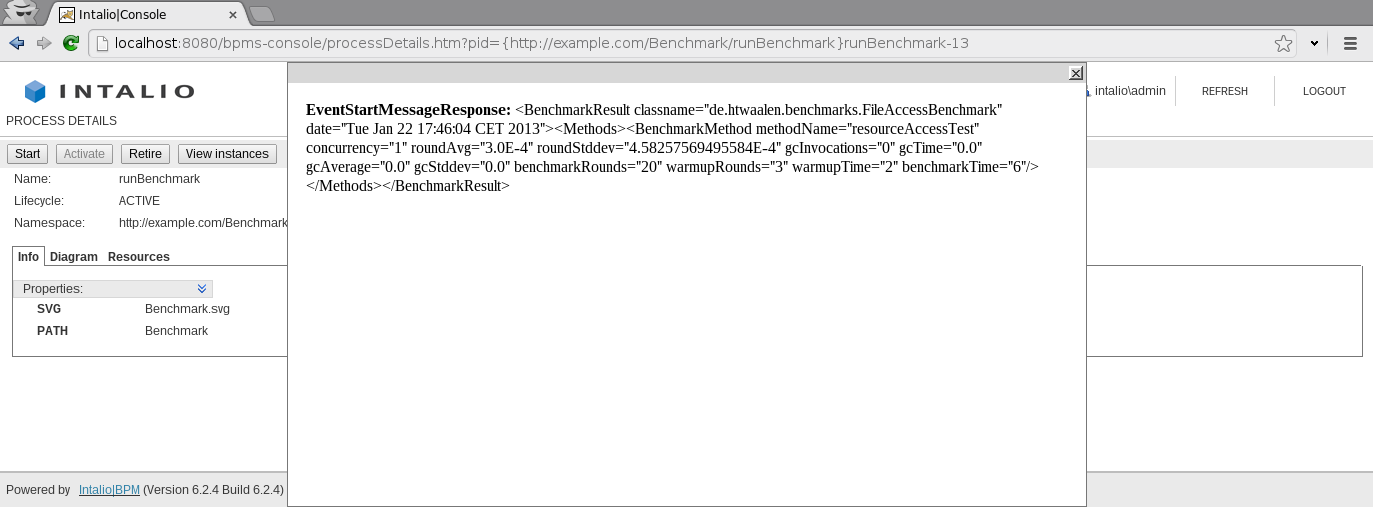 Intalio|Console
localhost:8080/bpms-console/processDetails.htm?pid={http://example.com/Benchmark/runBenchmark}runBenchmark-13
INTALIO
intalio\admin REFRESH LOGOUT
PROCESS DETAILS
Start Activate Retire View instances
Name: runBenchmark
Lifecycle: ACTIVE
Namespace: http://example.com/Benchmark
Info Diagram Resources
Properties:
SVG Benchmark.svg
PATH Benchmark
EventStartMessageResponse: <BenchmarkResult classname="de.htwaalen.benchmarks.FileAccessBenchmark"
date="Tue Jan 22 17:46:04 CET 2013"><Methods><BenchmarkMethod methodName="resourceAccessTest"
concurrency="1" roundAvg="3.0E-4" roundStddev="4.58257569495584E-4" gcInvocations="0" gcTime="0.0"
gcAverage="0.0" gcStddev="0.0" benchmarkRounds="20" warmupRounds="3" warmupTime="2" benchmarkTime="6"/>
</Methods></BenchmarkResult>
Powered by Intalio|BPM (Version 6.2.4 Build 6.2.4)